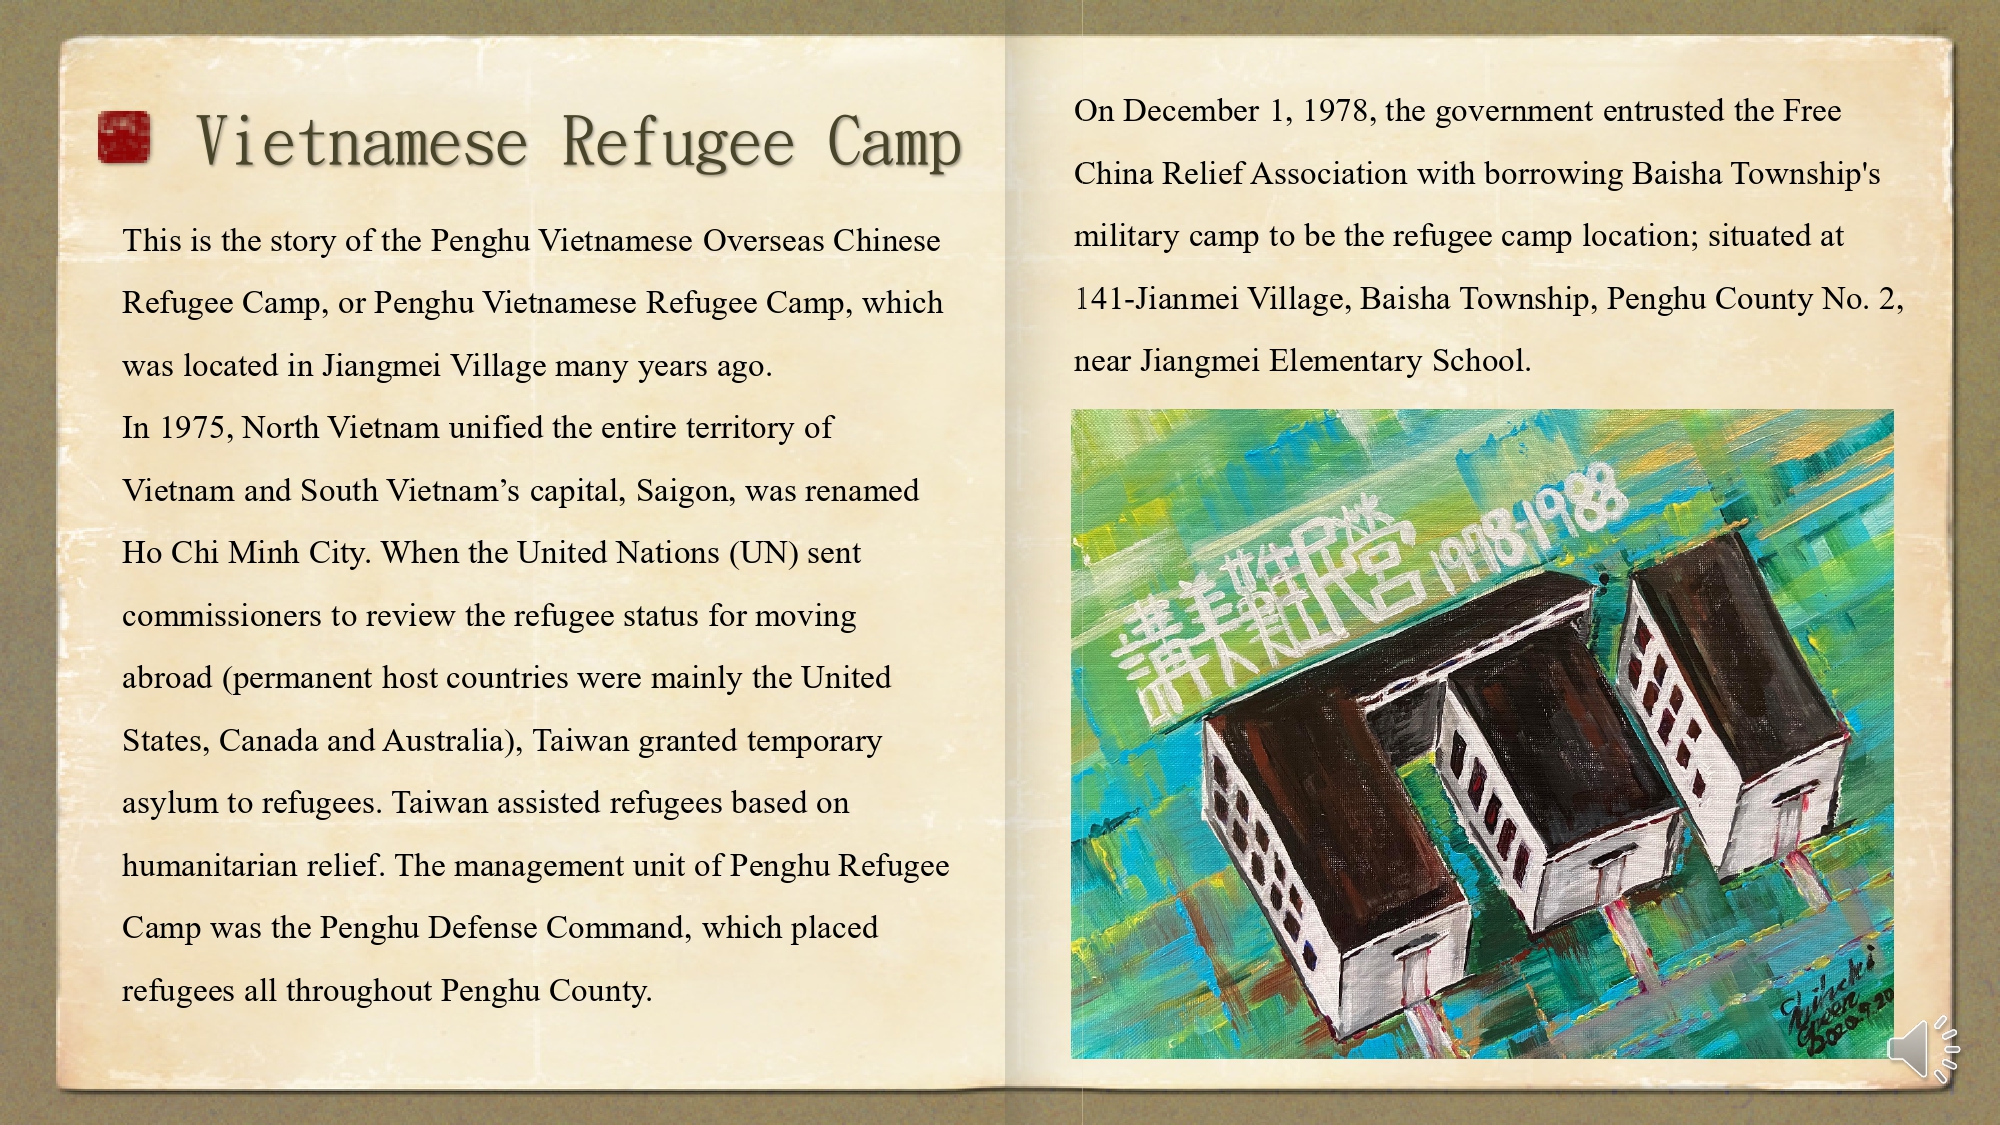 Vietnamese Refugee Camp
This is the story of the Penghu Vietnamese Overseas Chinese
Refugee Camp, or Penghu Vietnamese Refugee Camp, which
was located in Jiangmei Village many years ago.
In 1975, North Vietnam unified the entire territory of
Vietnam and South Vietnam’s capital, Saigon, was renamed
Ho Chi Minh City. When the United Nations (UN) sent
commissioners to review the refugee status for moving
abroad (permanent host countries were mainly the United
States, Canada and Australia), Taiwan granted temporary
asylum to refugees. Taiwan assisted refugees based on
humanitarian relief. The management unit of Penghu Refugee
Camp was the Penghu Defense Command, which placed
refugees all throughout Penghu County.
On December 1, 1978, the government entrusted the Free
China Relief Association with borrowing Baisha Township's
military camp to be the refugee camp location; situated at
141-Jianmei Village, Baisha Township, Penghu County No. 2,
near Jiangmei Elementary School.
講美難民營 1978-1988